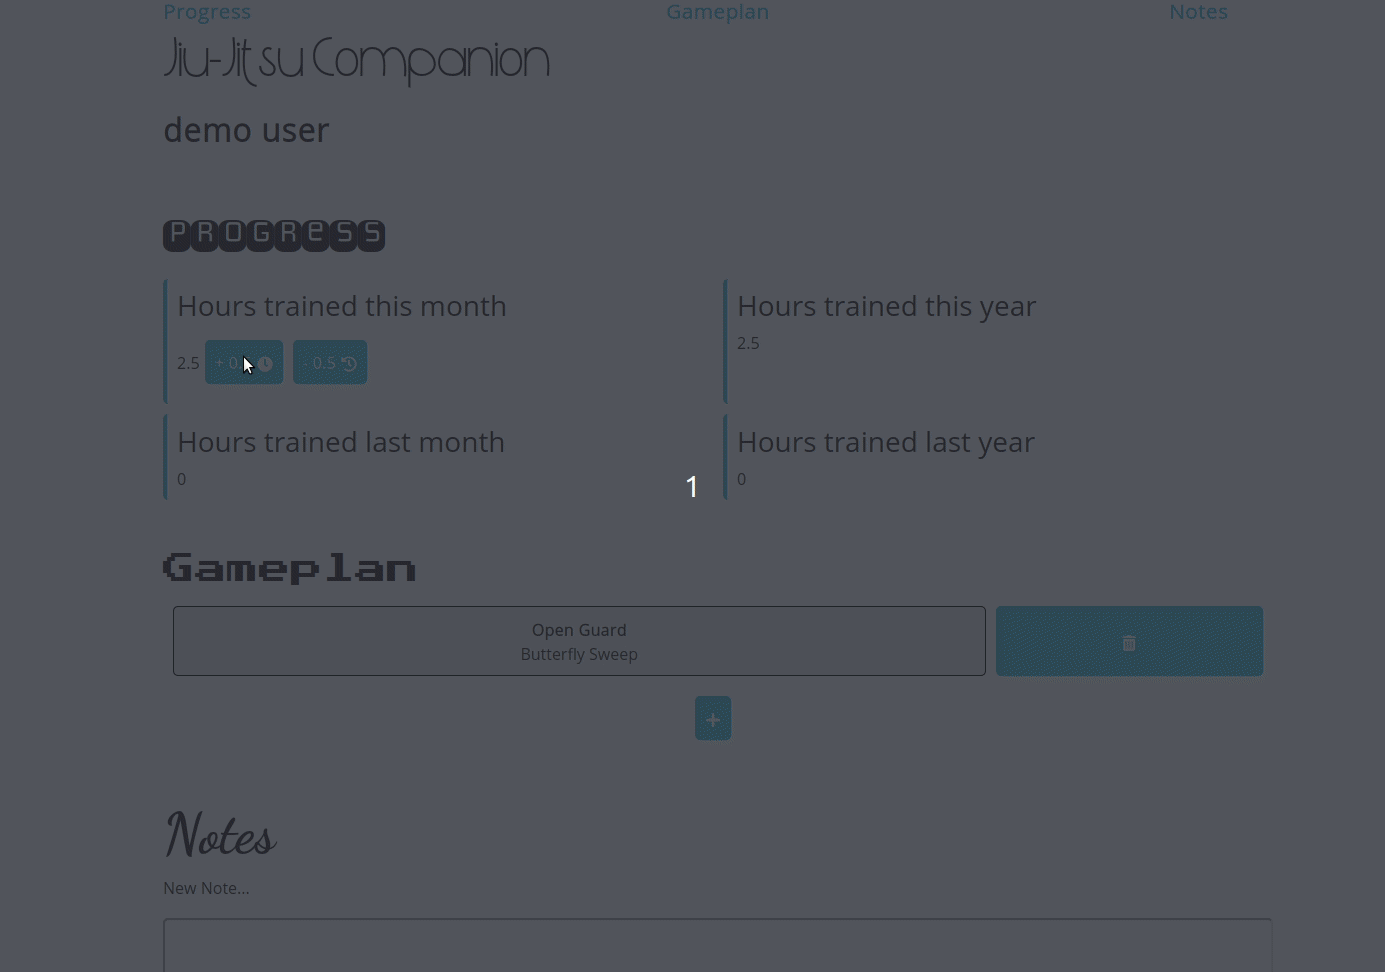 Progress Gameplan Notes
Jiu-Jitsu Companion
demo user
Progress
Hours trained this month
2.5 + 0. - 0.5
Hours trained this year
2.5
Hours trained last month
0
Hours trained last year
0
1
Gameplan
Open Guard
Butterfly Sweep
+
Notes
New Note...